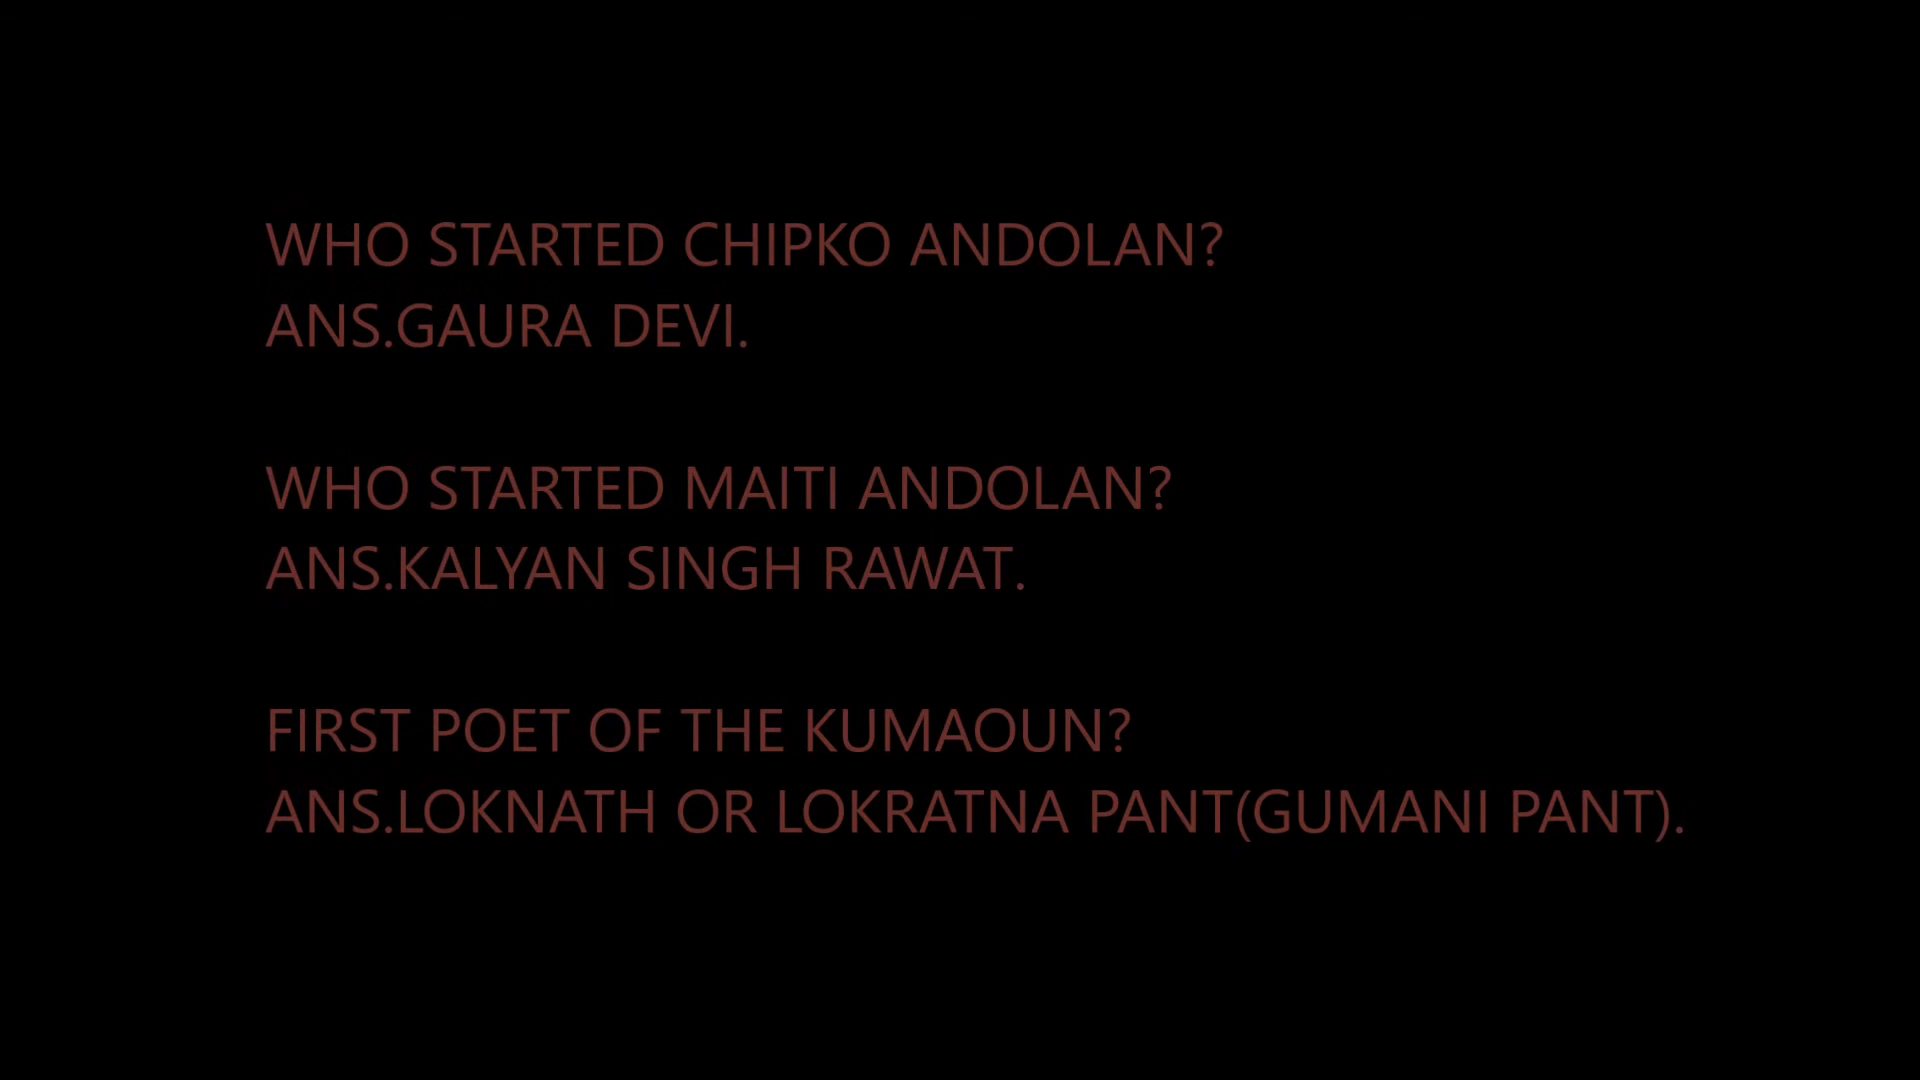 WHO STARTED CHIPKO ANDOLAN?
ANS.GAURA DEVI.
WHO STARTED MAITI ANDOLAN?
ANS.KALYAN SINGH RAWAT.
FIRST POET OF THE KUMAOUN?
ANS.LOKNATH OR LOKRATNA PANT(GUMANI PANT).